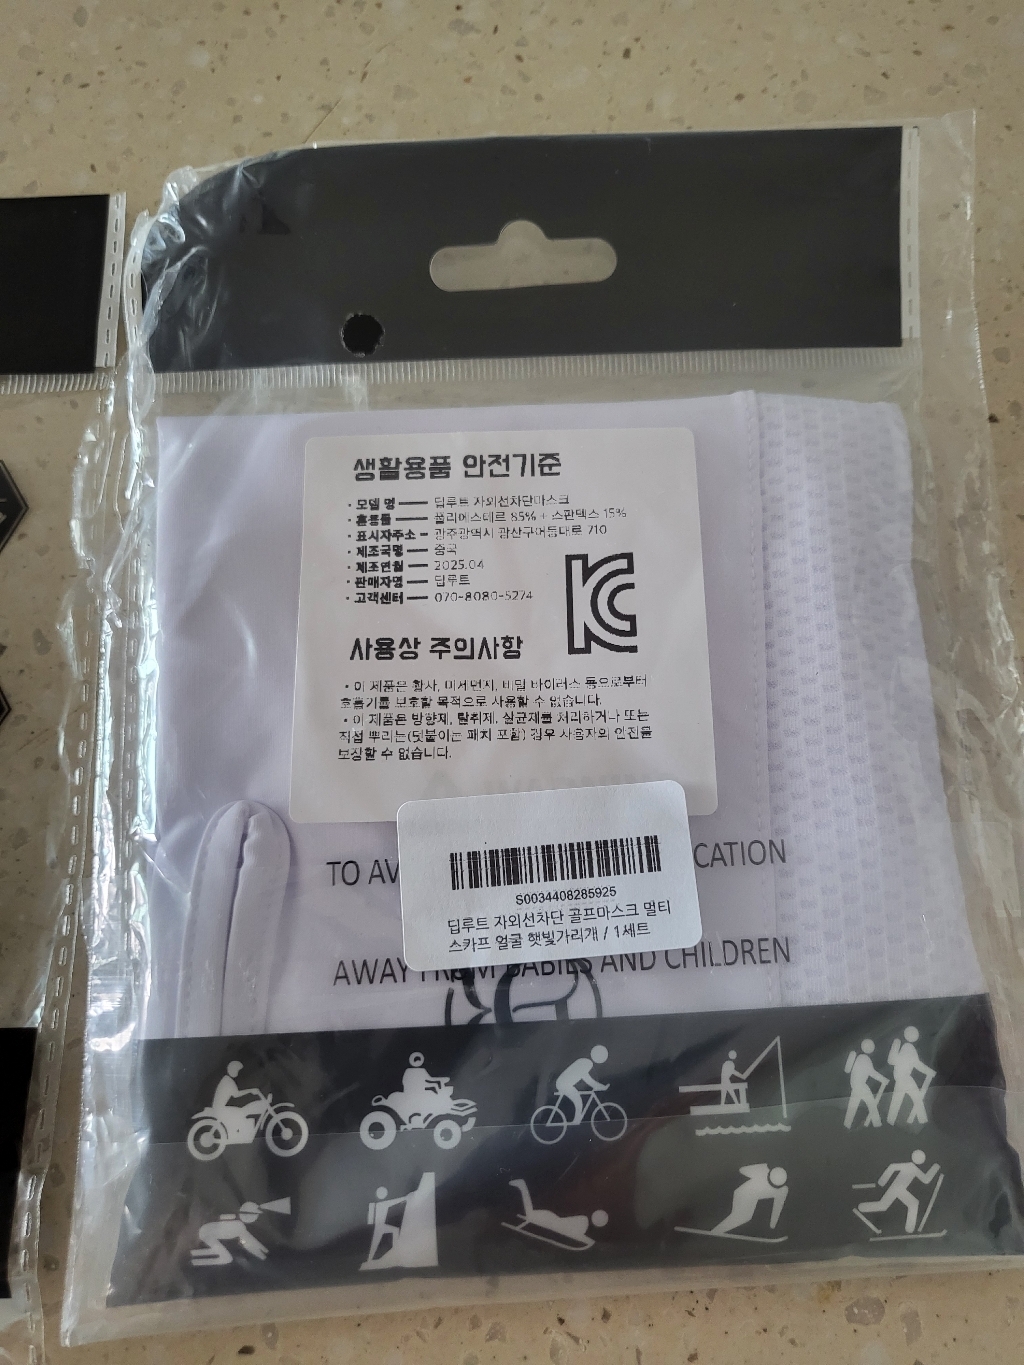 생활용품 안전기준
· 모델 명 ━━ 딥루트 자외선차단마스크
· 혼용률 ━━ 폴리에스테르 85% + 스판덱스 15%
· 표시자주소 - 광주광역시 광산구어등대로 710
· 제조국명 ━ 중국
· 제조연월 ━ 2025.04
· 판매자명 ━ 딥루트
· 고객센터 ━ 070-8080-5274
KC
사용상 주의사항
· 이 제품은 황사, 미세먼지, 비말 바이러스 등으로부터
호흡기를 보호할 목적으로 사용할 수 없습니다.
· 이 제품은 방향제, 탈취제, 살균제를 처리하거나 또는
직접 뿌리는(덧붙이는 패치 포함) 경우 사용자의 안전을
보장할 수 없습니다.
TO AV CATION
S0034408285925
딥루트 자외선차단 골프마스크 멀티
스카프 얼굴 햇빛가리개 / 1세트
AWAY FROM BABIES AND CHILDREN